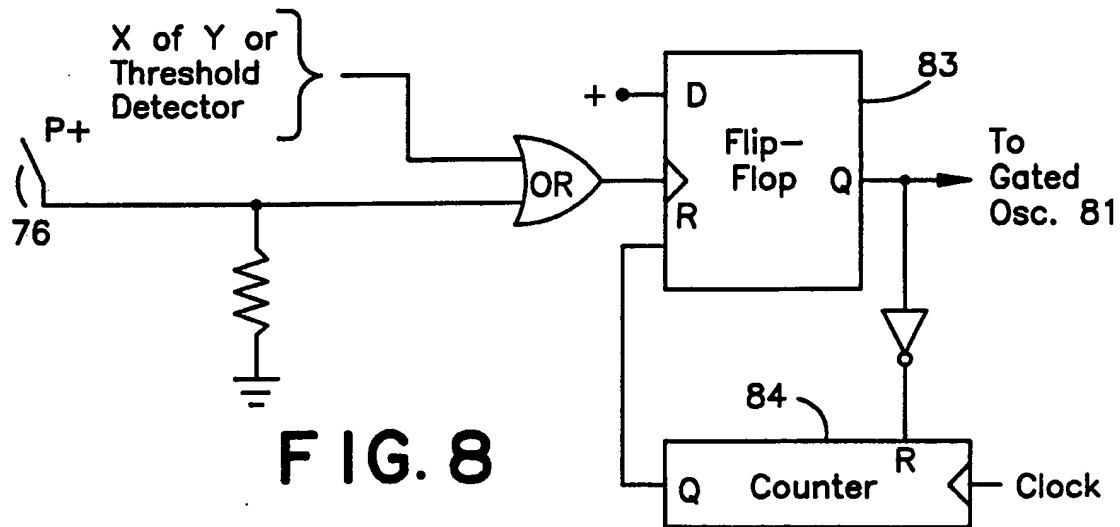 X of Y or
Threshold
Detector
P+
76
OR
+
D
Flip-
Flop
Q
R
83
To
Gated
Osc. 81
84
R
Q
Counter
Clock
FIG. 8